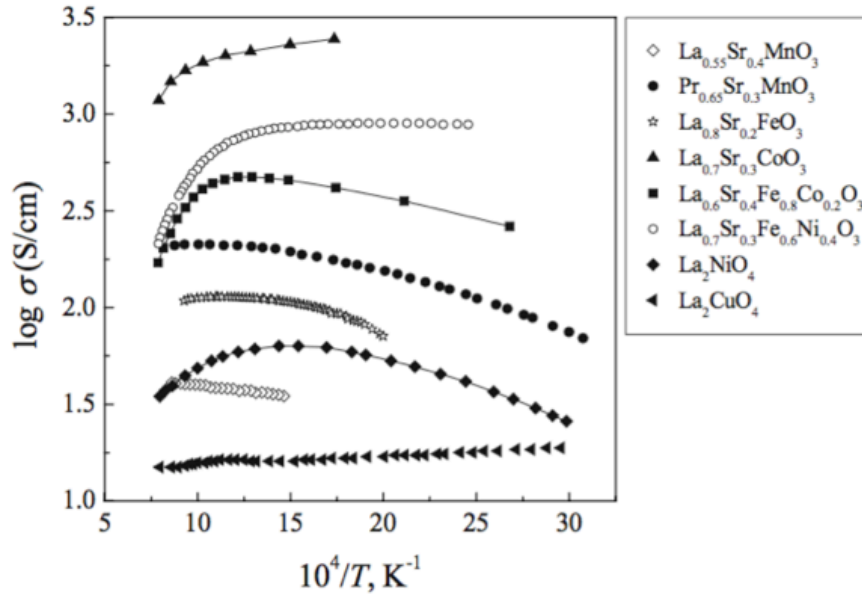 3.5
3.0
2.5
2.0
1.5
1.0
log σ (S/cm)
5 10 15 20 25 30
10⁴/T, K⁻¹
La₀.₅₅Sr₀.₄MnO₃
Pr₀.₆₅Sr₀.₃MnO₃
La₀.₈Sr₀.₂FeO₃
La₀.₇Sr₀.₃CoO₃
La₀.₆Sr₀.₄Fe₀.₈Co₀.₂O₃
La₀.₇Sr₀.₃Fe₀.₆Ni₀.₄O₃
La₂NiO₄
La₂CuO₄